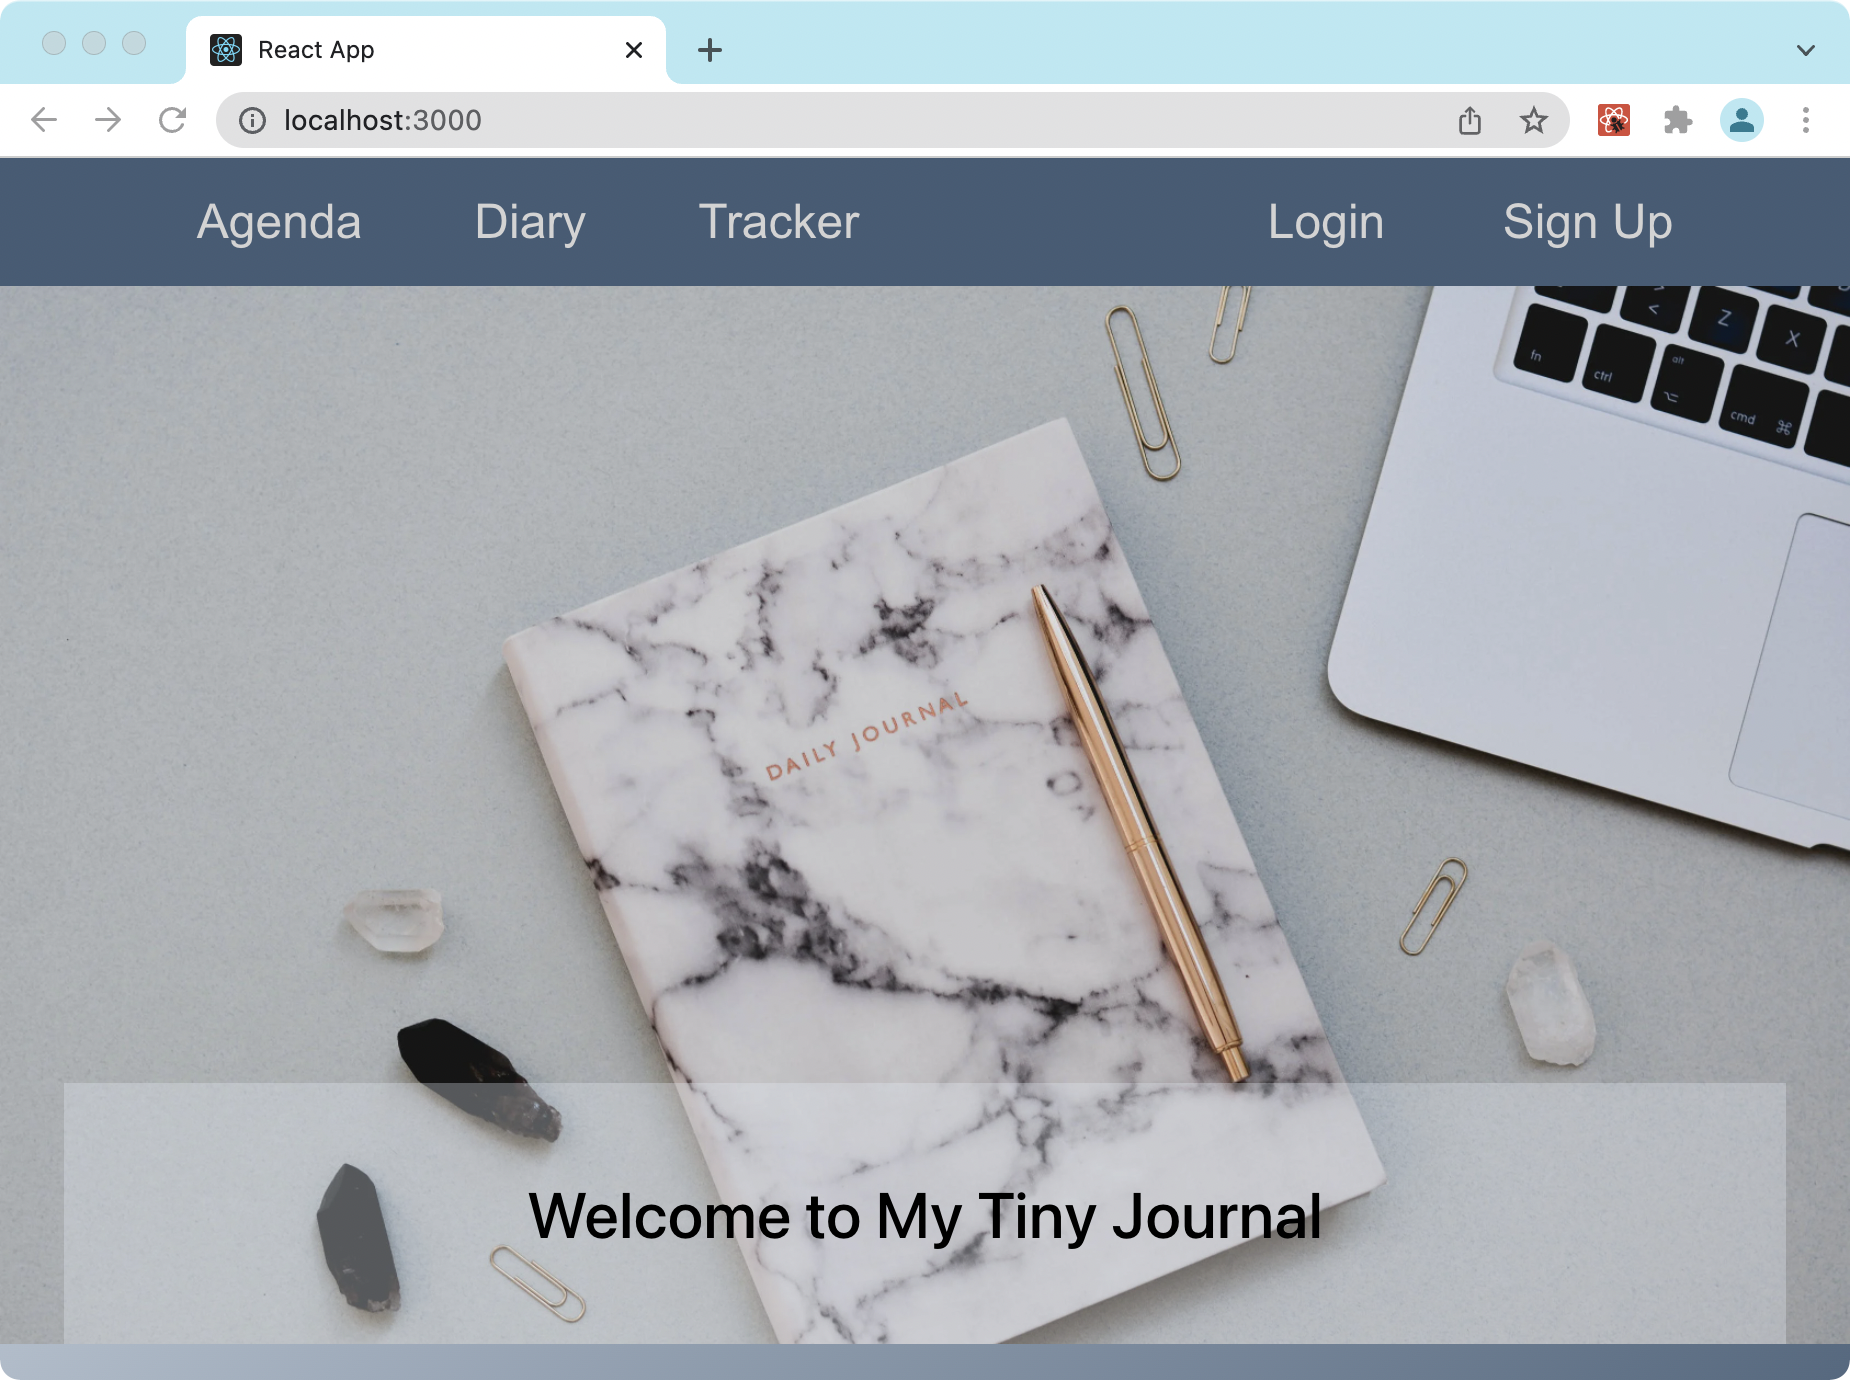 React App
localhost:3000
Agenda Diary Tracker Login Sign Up
< Z X
fn ctrl alt cmd ⌘
DAILY JOURNAL
Welcome to My Tiny Journal